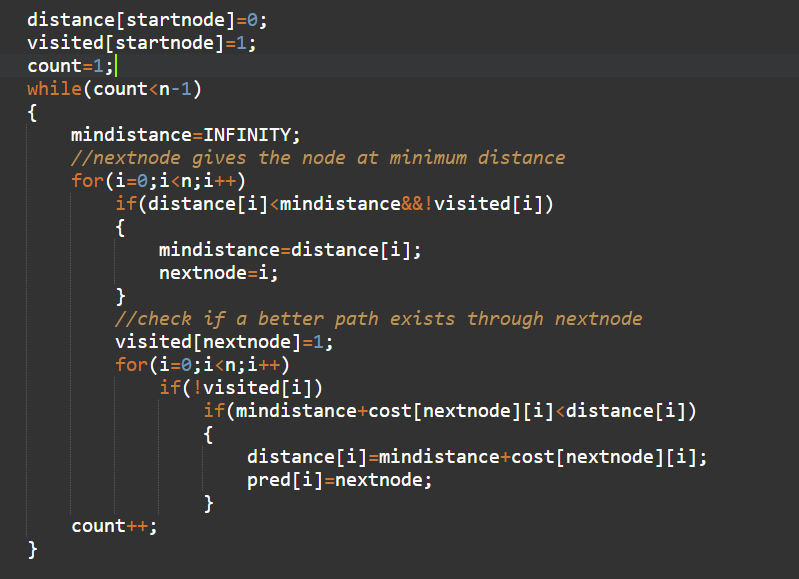 distance[startnode]=0;
visited[startnode]=1;
count=1;
while(count<n-1)
{
mindistance=INFINITY;
//nextnode gives the node at minimum distance
for(i=0;i<n;i++)
if(distance[i]<mindistance&&!visited[i])
{
mindistance=distance[i];
nextnode=i;
}
//check if a better path exists through nextnode
visited[nextnode]=1;
for(i=0;i<n;i++)
if(!visited[i])
if(mindistance+cost[nextnode][i]<distance[i])
{
distance[i]=mindistance+cost[nextnode][i];
pred[i]=nextnode;
}
count++;
}